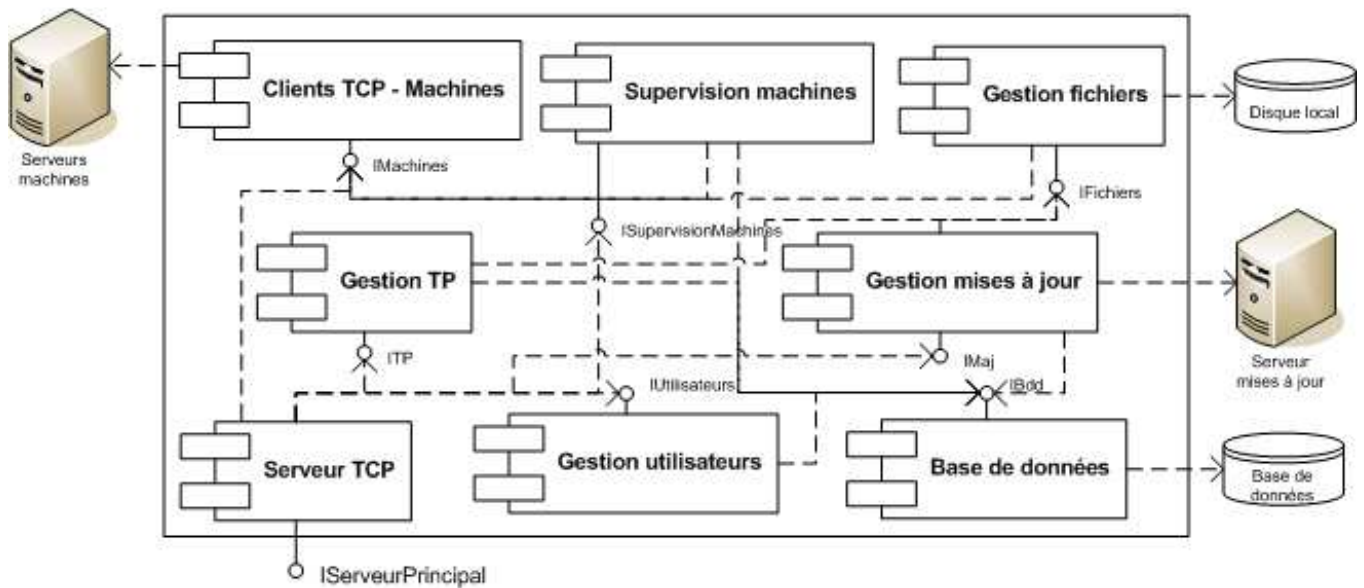 Clients TCP - Machines
Supervision machines
Gestion fichiers
Disque local
Serveurs
machines
IMachines
IFichiers
ISupervisionMachines
Gestion TP
Gestion mises à jour
ITP
IMaj
Serveur
mises à jour
IUtilisateurs
IBdd
Serveur TCP
Gestion utilisateurs
Base de données
Base de
données
IServeurPrincipal